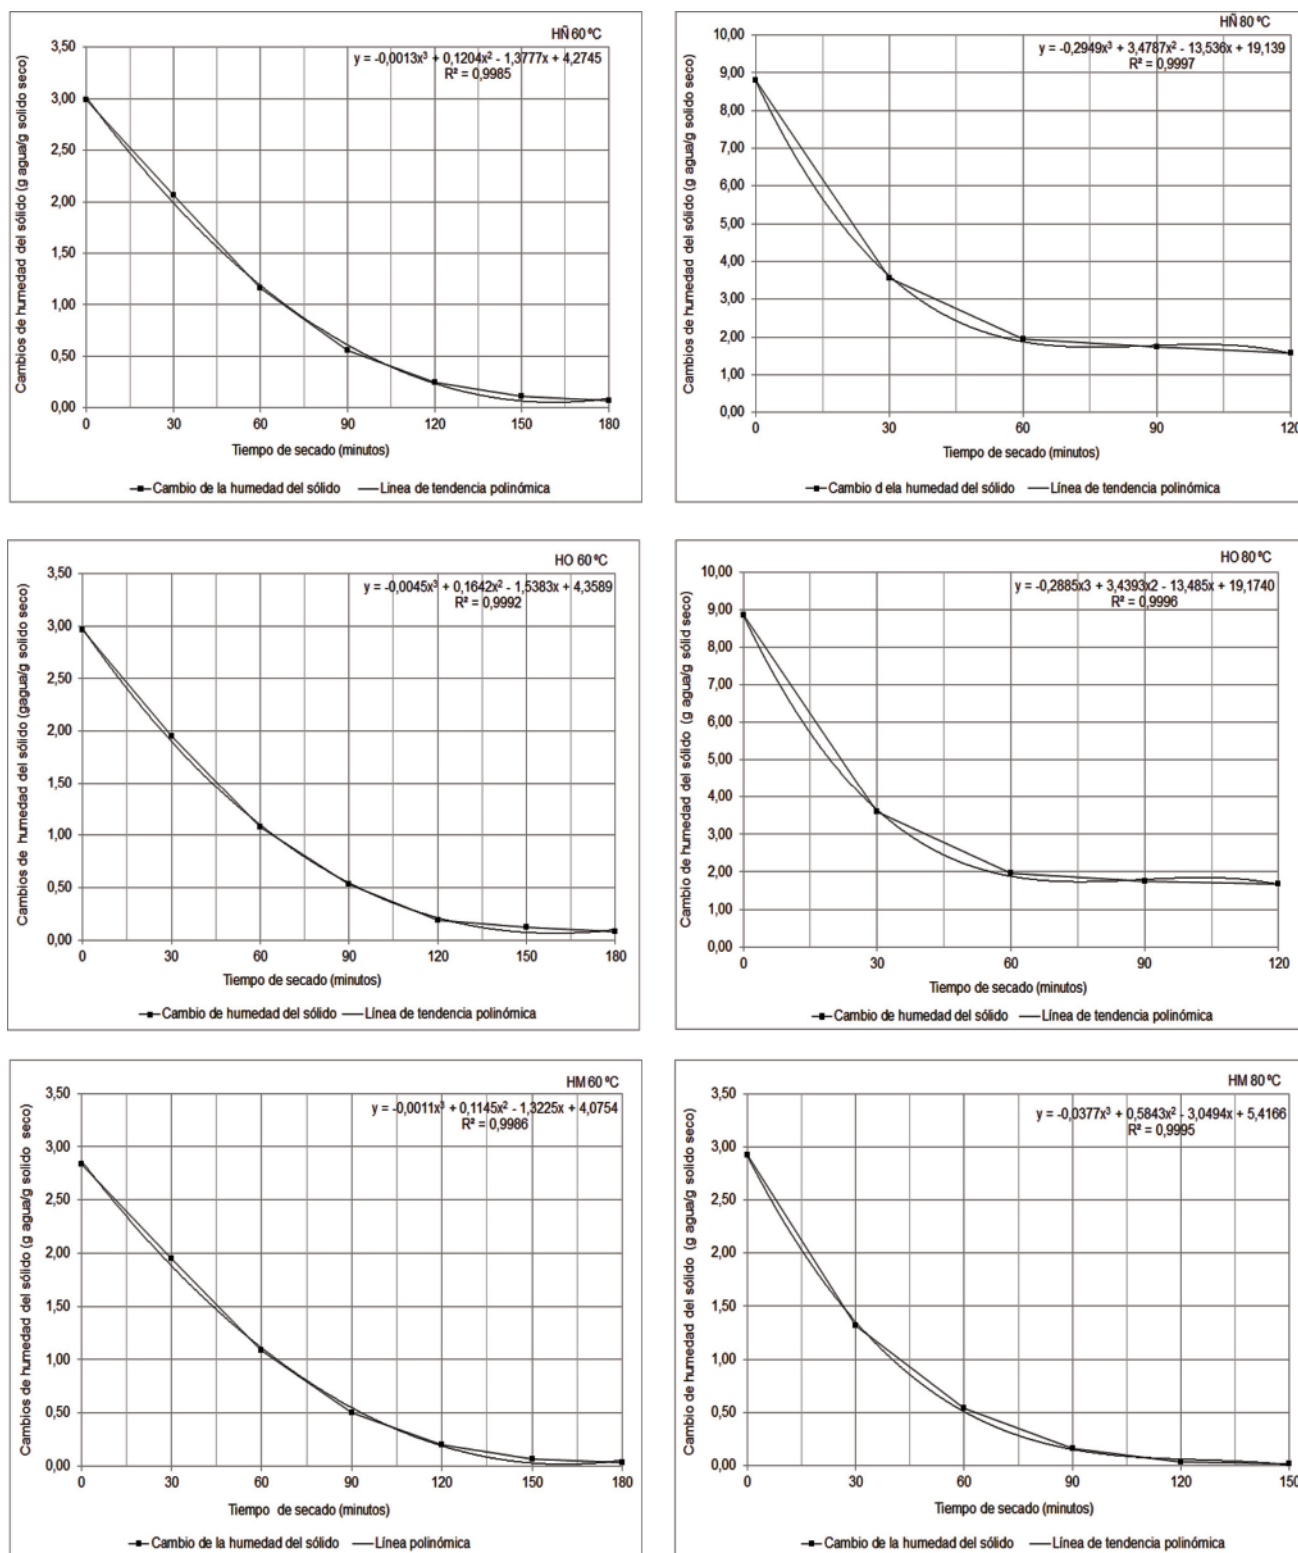 HÑ 60 ºC
y = -0,0013x³ + 0,1204x² - 1,3777x + 4,2745
R² = 0,9985
Cambios de humedad del sólido (g agua/g solido seco)
3,50
3,00
2,50
2,00
1,50
1,00
0,50
0,00
0 30 60 90 120 150 180
Tiempo de secado (minutos)
Cambio de la humedad del sólido Línea de tendencia polinómica
HÑ 80 ºC
y = -0,2949x³ + 3,4787x² - 13,536x + 19,139
R² = 0,9997
Cambios de humedad del sólido (g agua/g solido seco)
10,00
9,00
8,00
7,00
6,00
5,00
4,00
3,00
2,00
1,00
0,00
0 30 60 90 120
Tiempo de secado (minutos)
Cambio d ela humedad del sólido Línea de tendencia polinómica
HO 60 ºC
y = -0,0045x³ + 0,1642x² - 1,5383x + 4,3589
R² = 0,9992
Cambios de humedad del sólido (gagua/g solido seco)
3,50
3,00
2,50
2,00
1,50
1,00
0,50
0,00
0 30 60 90 120 150 180
Tiempo de secado (minutos)
Cambio de humedad del sólido Línea de tendencia polinómica
HO 80 ºC
y = -0,2885x3 + 3,4393x2 - 13,485x + 19,1740
R² = 0,9996
Cambio de humedad del sólido (g agua/g sólid seco)
10,00
9,00
8,00
7,00
6,00
5,00
4,00
3,00
2,00
1,00
0,00
0 30 60 90 120
Tiempo de secado (minutos)
Cambio de humedad del sólido Línea de tendencia polinómica
HM 60 ºC
y = -0,0011x³ + 0,1145x² - 1,3225x + 4,0754
R² = 0,9986
Cambios de humedad del sólido (g agua/g solido seco)
3,50
3,00
2,50
2,00
1,50
1,00
0,50
0,00
0 30 60 90 120 150 180
Tiempo de secado (minutos)
Cambio de la humedad del sólido Línea polinómica
HM 80 ºC
y = -0,0377x³ + 0,5843x² - 3,0494x + 5,4166
R² = 0,9995
Cambio de humedad del sólido (g agua/g solido seco)
3,50
3,00
2,50
2,00
1,50
1,00
0,50
0,00
0 30 60 90 120 150
Tiempo de secado (minutos)
Cambio de la humedad del sólido Línea de tendencia polinómica